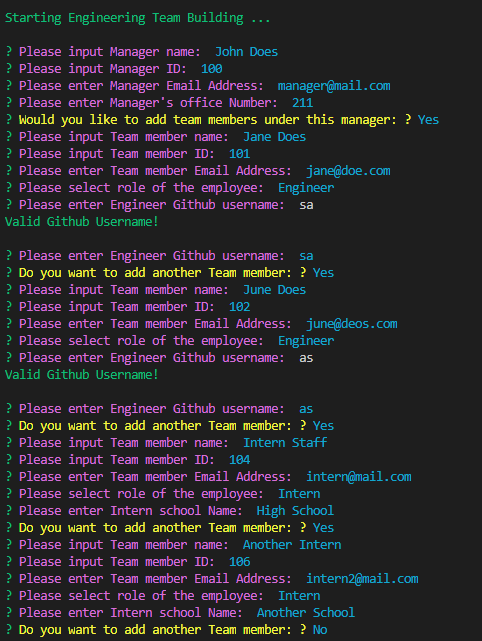 Starting Engineering Team Building ...
? Please input Manager name:  John Does
? Please input Manager ID:  100
? Please enter Manager Email Address:  manager@mail.com
? Please enter Manager's office Number:  211
? Would you like to add team members under this manager: ? Yes
? Please input Team member name:  Jane Does
? Please input Team member ID:  101
? Please enter Team member Email Address:  jane@doe.com
? Please select role of the employee:  Engineer
? Please enter Engineer Github username:  sa
Valid Github Username!
? Please enter Engineer Github username:  sa
? Do you want to add another Team member: ? Yes
? Please input Team member name:  June Does
? Please input Team member ID:  102
? Please enter Team member Email Address:  june@deos.com
? Please select role of the employee:  Engineer
? Please enter Engineer Github username:  as
Valid Github Username!
? Please enter Engineer Github username:  as
? Do you want to add another Team member: ? Yes
? Please input Team member name:  Intern Staff
? Please input Team member ID:  104
? Please enter Team member Email Address:  intern@mail.com
? Please select role of the employee:  Intern
? Please enter Intern school Name:  High School
? Do you want to add another Team member: ? Yes
? Please input Team member name:  Another Intern
? Please input Team member ID:  106
? Please enter Team member Email Address:  intern2@mail.com
? Please select role of the employee:  Intern
? Please enter Intern school Name:  Another School
? Do you want to add another Team member: ? No